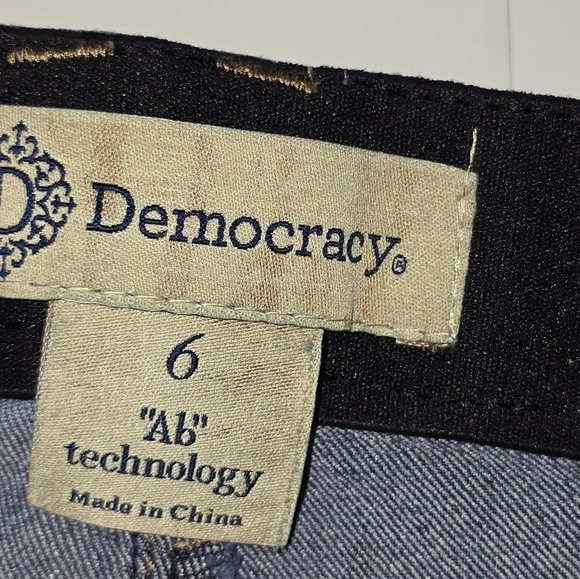 D
Democracy®
6
"Ab"
technology
Made in China